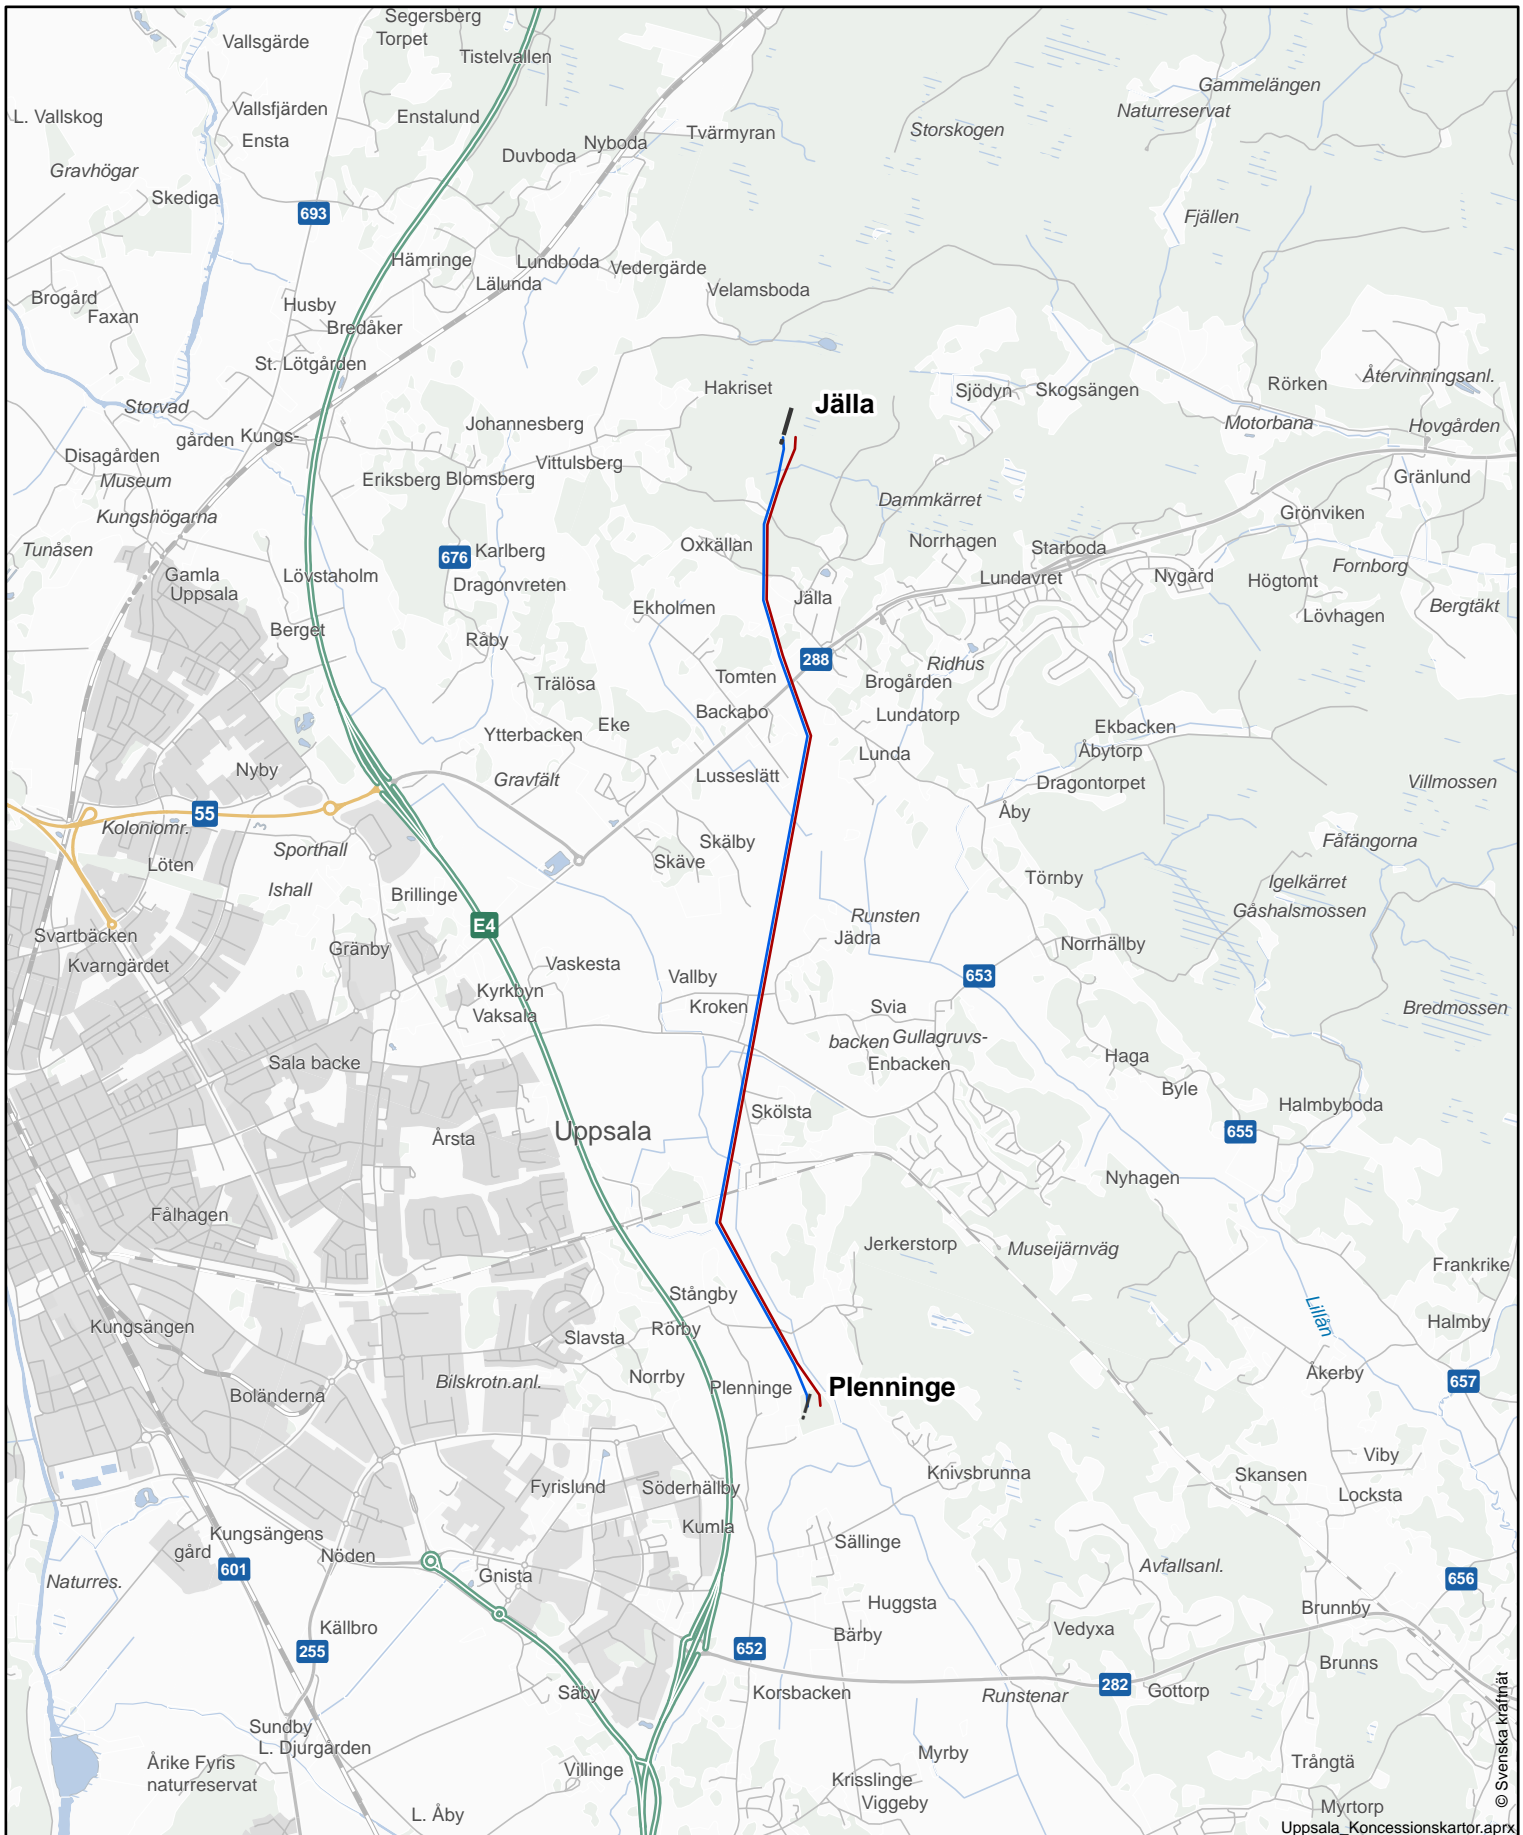 Segersberg
Torpet
Vallsgärde
Tistelvallen
Gammelängen
Naturreservat
Vallsfjärden
L. Vallskog
Enstalund
Ensta
Tvärmyran
Storskogen
Nyboda
Duvboda
Gravhögar
Skediga
693
Fjällen
Hämringe
Lundboda
Vedergärde
Lälunda
Velamsboda
Brogård
Faxan
Husby
Bredåker
St. Lötgården
Hakriset
Jälla
Sjödyn
Skogsängen
Rörken
Återvinningsanl.
Storvad
Johannesberg
Motorbana
Hovgården
gården
Kungs-
Disagården
Museum
Vittulsberg
Eriksberg
Blomsberg
Gränlund
Dammkärret
Kungshögarna
Grönviken
Tunåsen
676
Karlberg
Oxkällan
Norrhagen
Starboda
Fornborg
Gamla
Uppsala
Lövstaholm
Dragonvreten
Lundavret
Nygård
Högtomt
Ekholmen
Jälla
Lövhagen
Bergtäkt
Berget
Råby
288
Ridhus
Tomten
Brogården
Trälösa
Backabo
Lundatorp
Eke
Ekbacken
Ytterbacken
Åbytorp
Lunda
Nyby
Gravfält
Lusseslätt
Dragontorpet
Villmossen
55
Koloniomr.
Åby
Sporthall
Skälby
Fåfängorna
Löten
Skäve
Ishall
Brillinge
Törnby
Igelkärret
Gåshalsmossen
E4
Runsten
Svartbäcken
Gränby
Jädra
Norrhällby
Kvarngärdet
Vaskesta
Vallby
653
Kyrkbyn
Kroken
Svia
Bredmossen
Vaksala
backen
Gullagruvs-
Sala backe
Enbacken
Haga
Byle
Skölsta
Halmbyboda
Årsta
Uppsala
655
Nyhagen
Fålhagen
Jerkerstorp
Museijärnväg
Frankrike
Stångby
Lillån
Kungsängen
Slavsta
Rörby
Halmby
Norrby
Plenninge
Plenninge
Åkerby
657
Bilskrotn.anl.
Boländerna
Viby
Knivsbrunna
Skansen
Fyrislund
Söderhällby
Locksta
Kungsängens
gård
Kumla
Sällinge
Nöden
601
Gnista
Avfallsanl.
Naturres.
656
Huggsta
Brunnby
Källbro
Bärby
Vedyxa
255
652
Brunns
282
Säby
Korsbacken
Runstenar
Gottorp
Sundby
L. Djurgården
Myrby
Årike Fyris
naturreservat
Villinge
Trångtä
Krisslinge
Viggeby
L. Åby
Myrtorp
© Svenska kraftnät
Uppsala_Koncessionskartor.aprx